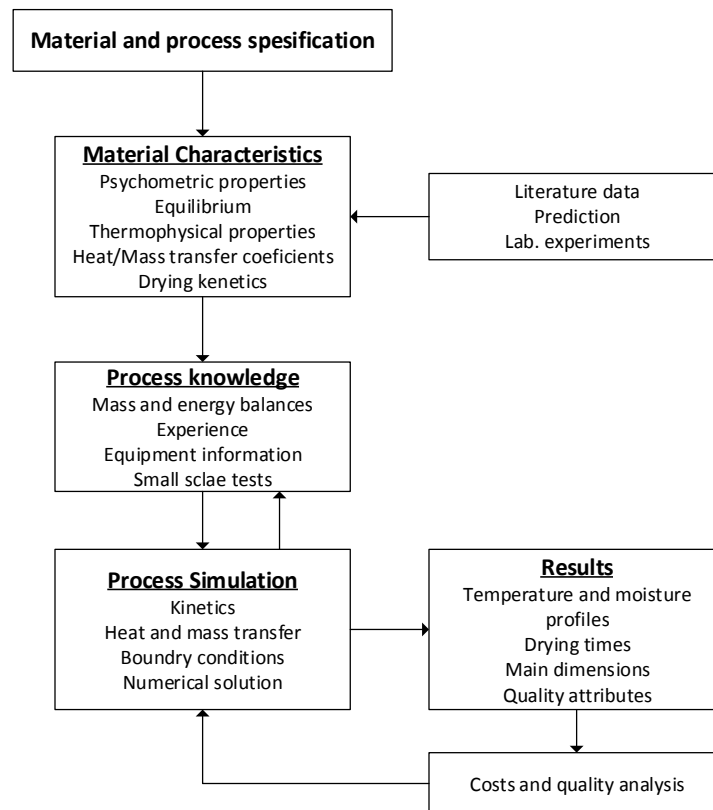 Material and process spesification
Material Characteristics
Psychometric properties
Equilibrium
Thermophysical properties
Heat/Mass transfer coeficients
Drying kenetics
Literature data
Prediction
Lab. experiments
Process knowledge
Mass and energy balances
Experience
Equipment information
Small sclae tests
Process Simulation
Kinetics
Heat and mass transfer
Boundry conditions
Numerical solution
Results
Temperature and moisture
profiles
Drying times
Main dimensions
Quality attributes
Costs and quality analysis